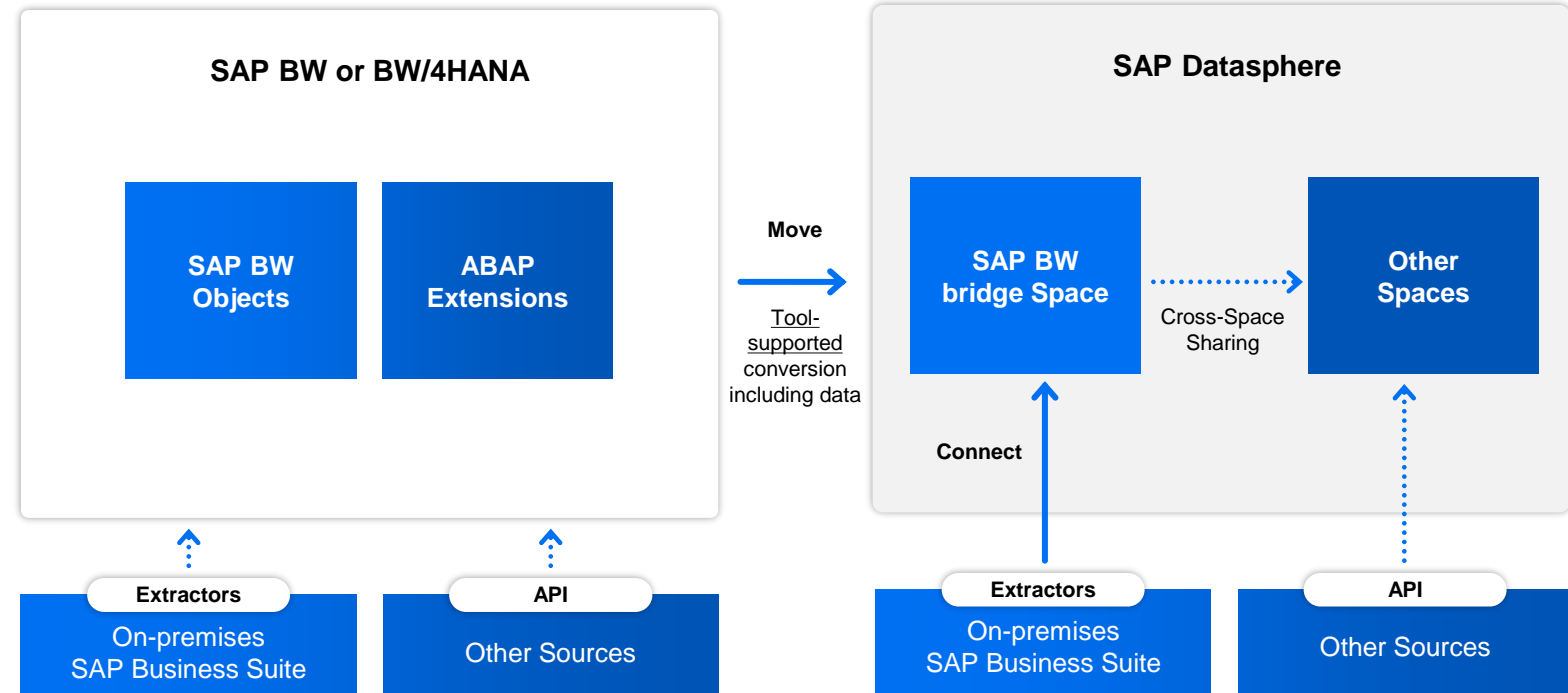 SAP BW or BW/4HANA
SAP BW
Objects
ABAP
Extensions
Extractors
On-premises
SAP Business Suite
API
Other Sources
Move
Tool-
supported
conversion
including data
SAP Datasphere
SAP BW
bridge Space
Cross-Space
Sharing
Other
Spaces
Connect
Extractors
On-premises
SAP Business Suite
API
Other Sources